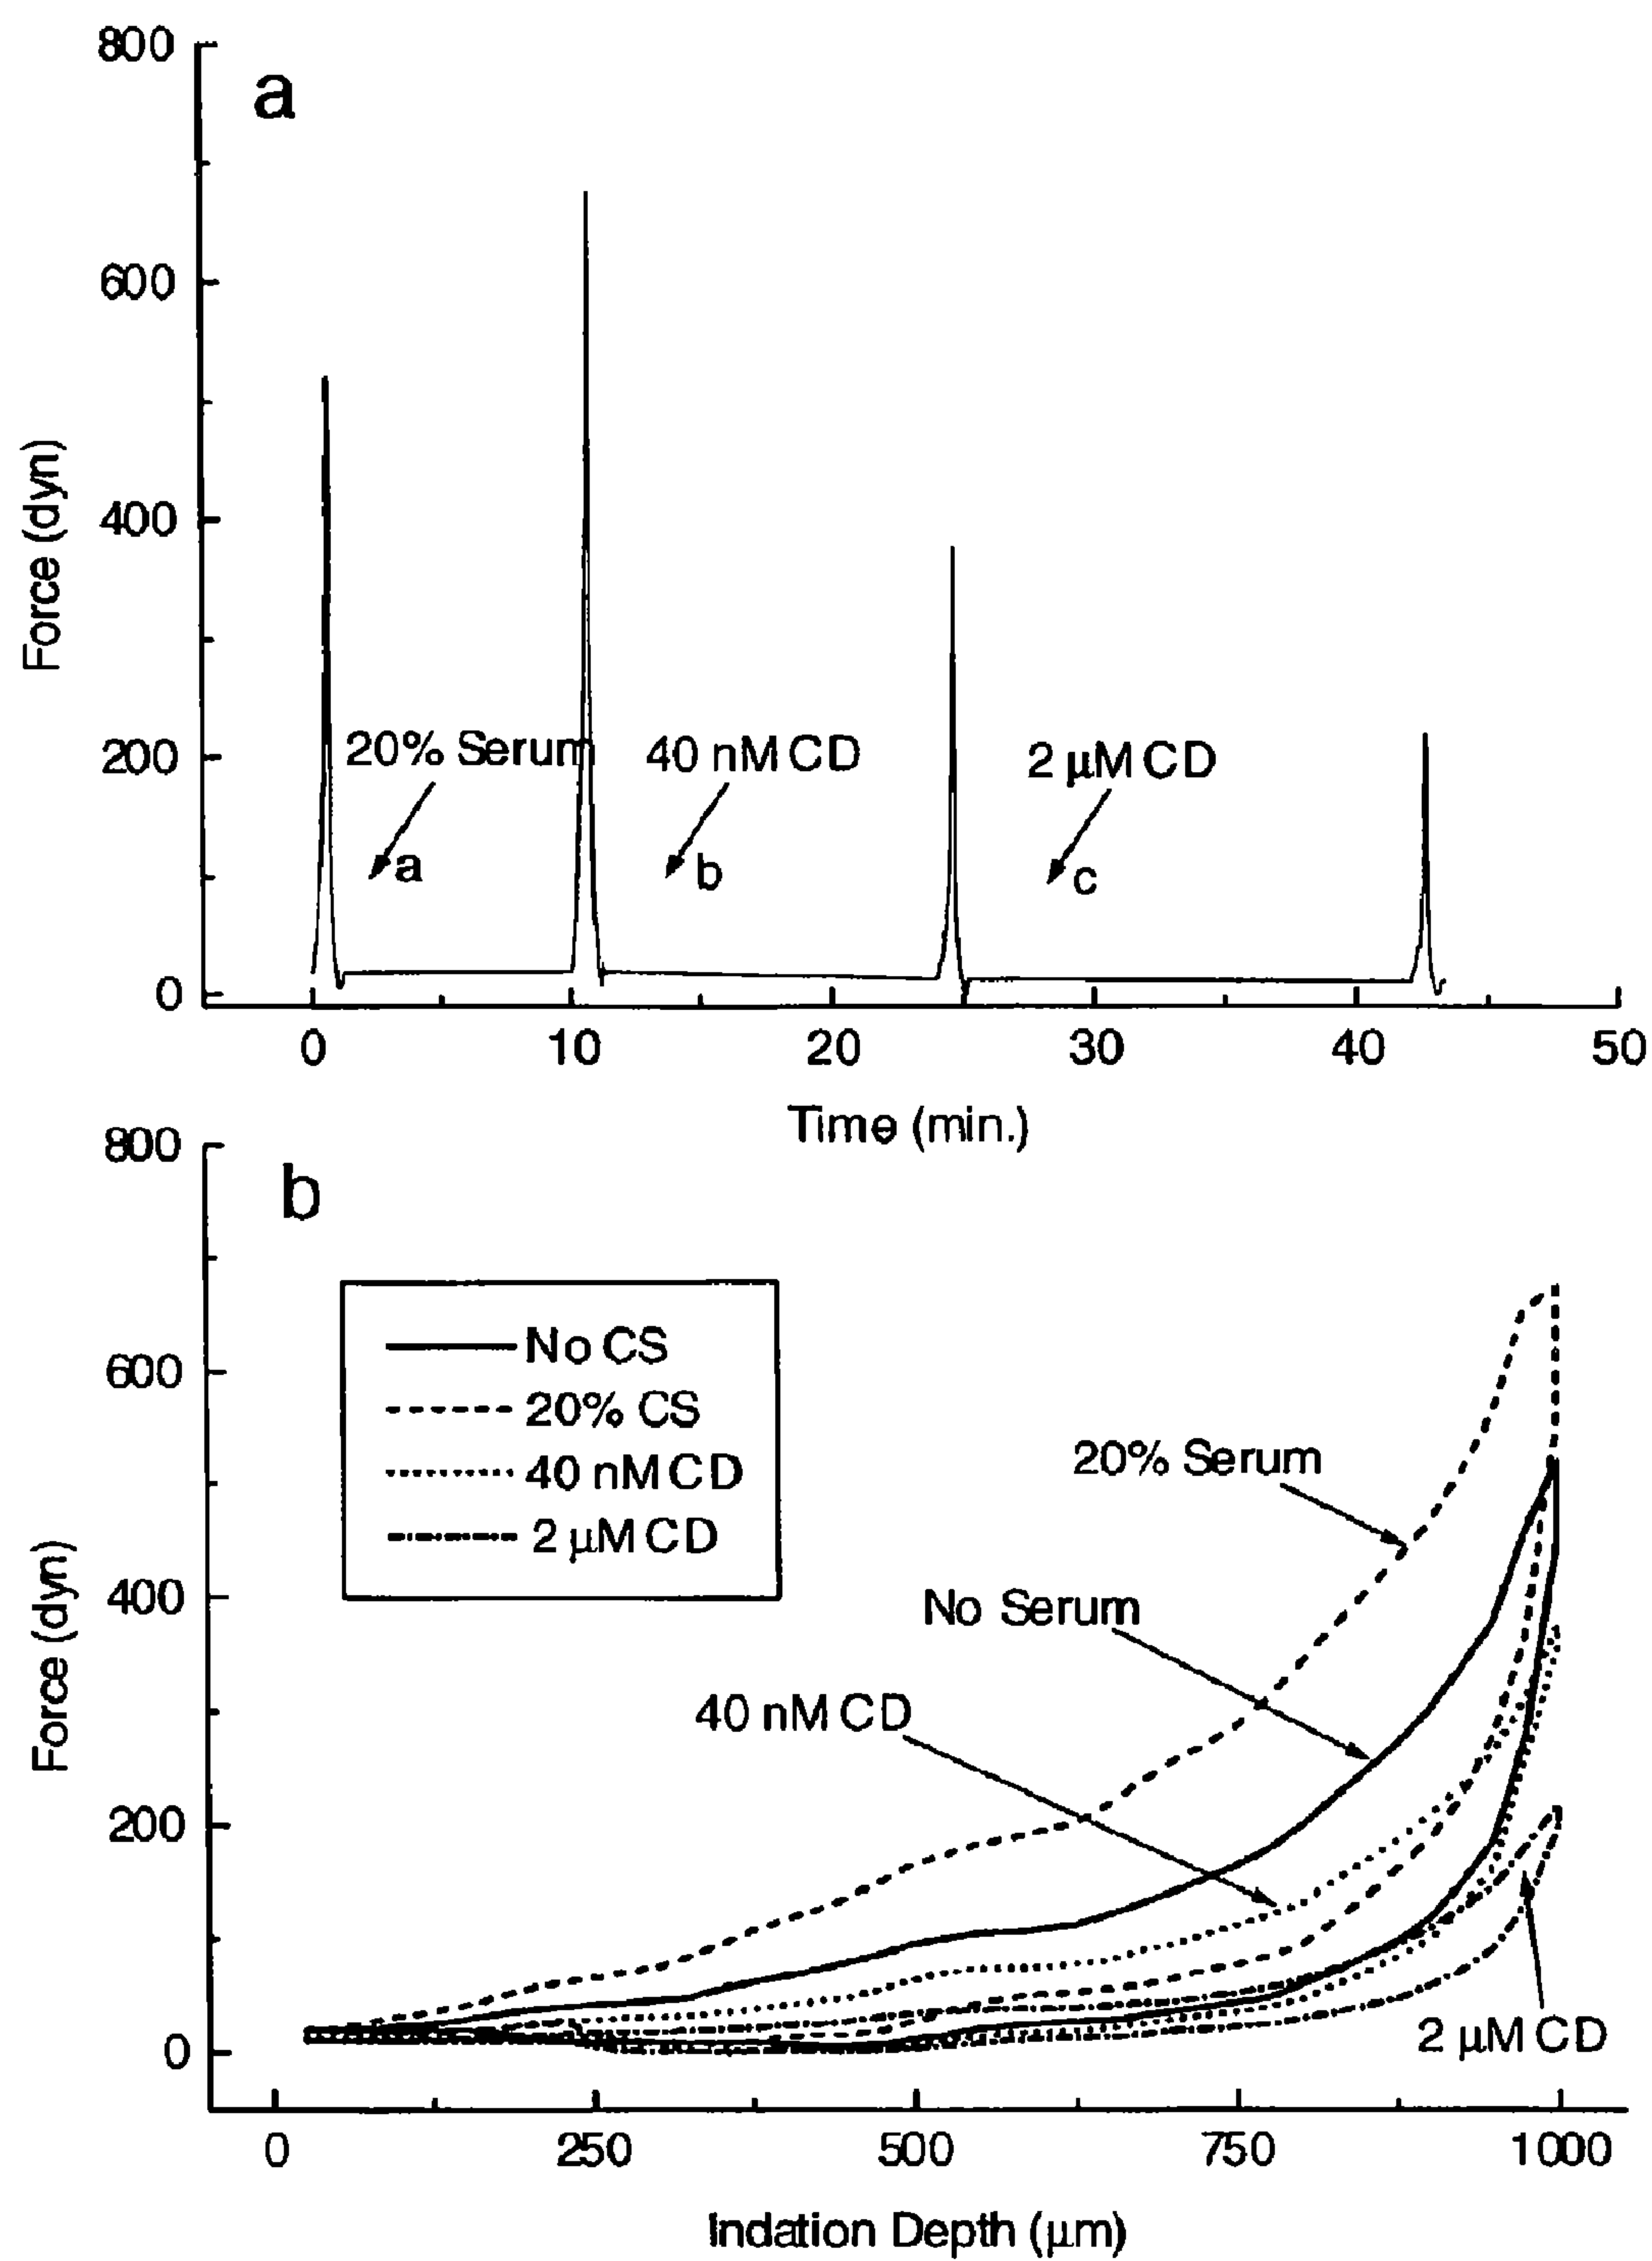 a
800
600
400
200
0
Force (dyn)
20% Serum
a
40 nM CD
b
2 μM CD
c
0 10 20 30 40 50
Time (min.)
b
800
600
400
200
0
Force (dyn)
No CS
20% CS
40 nM CD
2 μM CD
20% Serum
No Serum
40 nM CD
2 μM CD
0 250 500 750 1000
Indation Depth (μm)